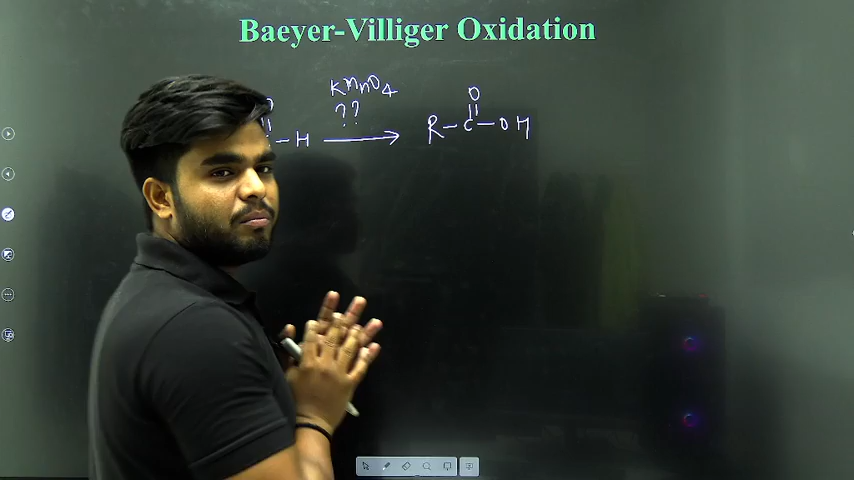 Baeyer-Villiger Oxidation
KMnO4
O
??
O
||
- H ⟶ R - C - OH